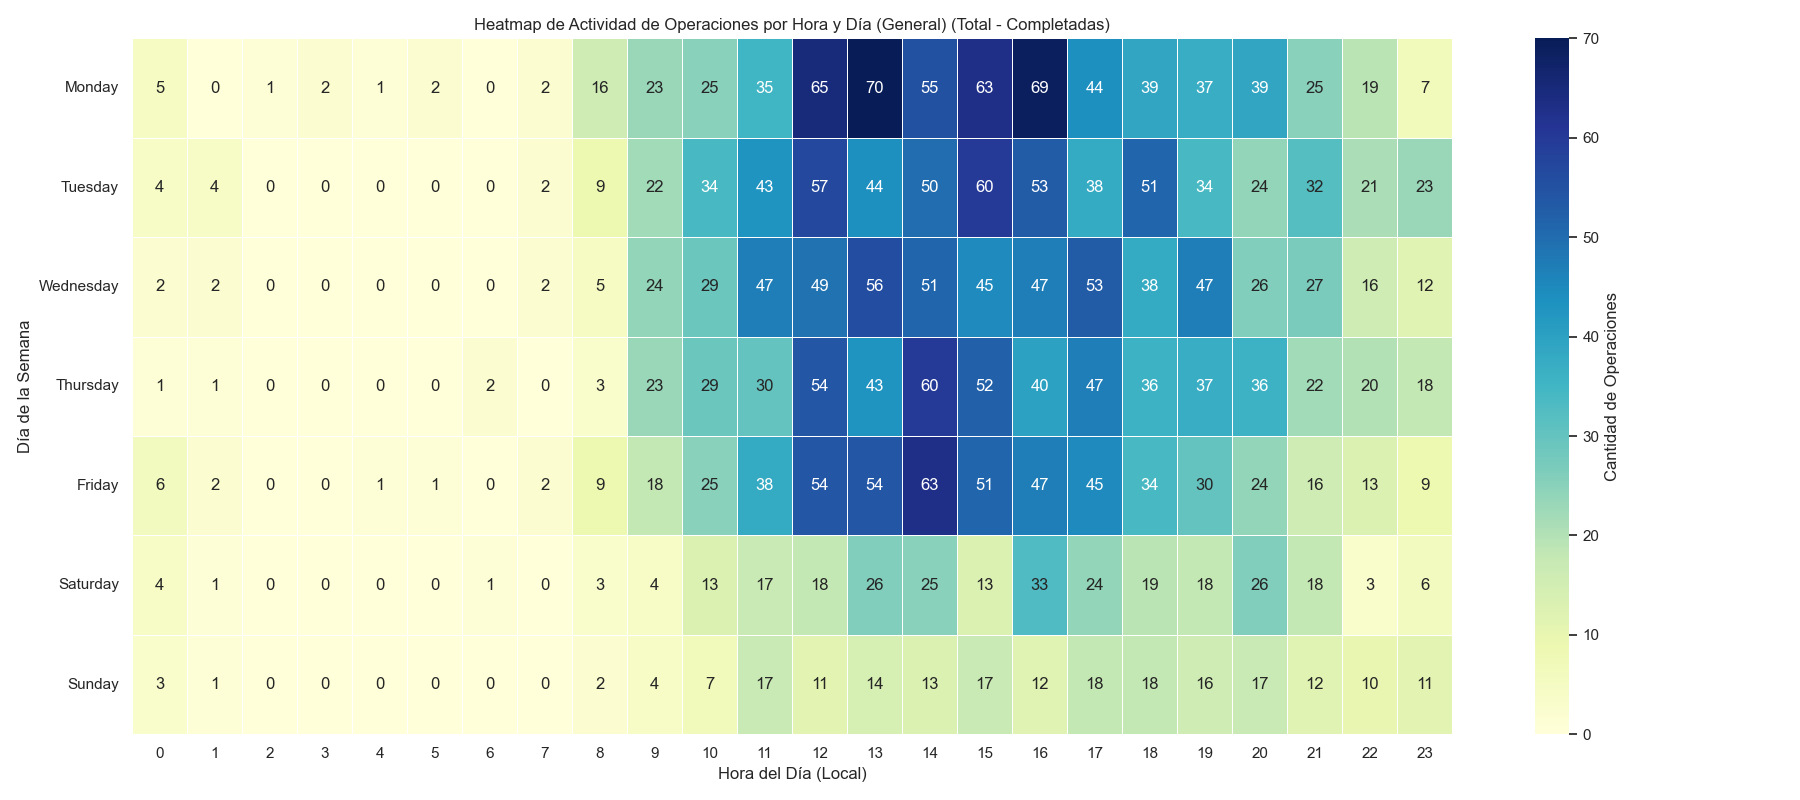 Heatmap de Actividad de Operaciones por Hora y Día (General) (Total - Completadas)
Día de la Semana
Monday 5 0 1 2 1 2 0 2 16 23 25 35 65 70 55 63 69 44 39 37 39 25 19 7
Tuesday 4 4 0 0 0 0 0 2 9 22 34 43 57 44 50 60 53 38 51 34 24 32 21 23
Wednesday 2 2 0 0 0 0 0 2 5 24 29 47 49 56 51 45 47 53 38 47 26 27 16 12
Thursday 1 1 0 0 0 0 2 0 3 23 29 30 54 43 60 52 40 47 36 37 36 22 20 18
Friday 6 2 0 0 1 1 0 2 9 18 25 38 54 54 63 51 47 45 34 30 24 16 13 9
Saturday 4 1 0 0 0 0 1 0 3 4 13 17 18 26 25 13 33 24 19 18 26 18 3 6
Sunday 3 1 0 0 0 0 0 0 2 4 7 17 11 14 13 17 12 18 18 16 17 12 10 11
0 1 2 3 4 5 6 7 8 9 10 11 12 13 14 15 16 17 18 19 20 21 22 23
Hora del Día (Local)
70
60
50
40
30
20
10
0
Cantidad de Operaciones